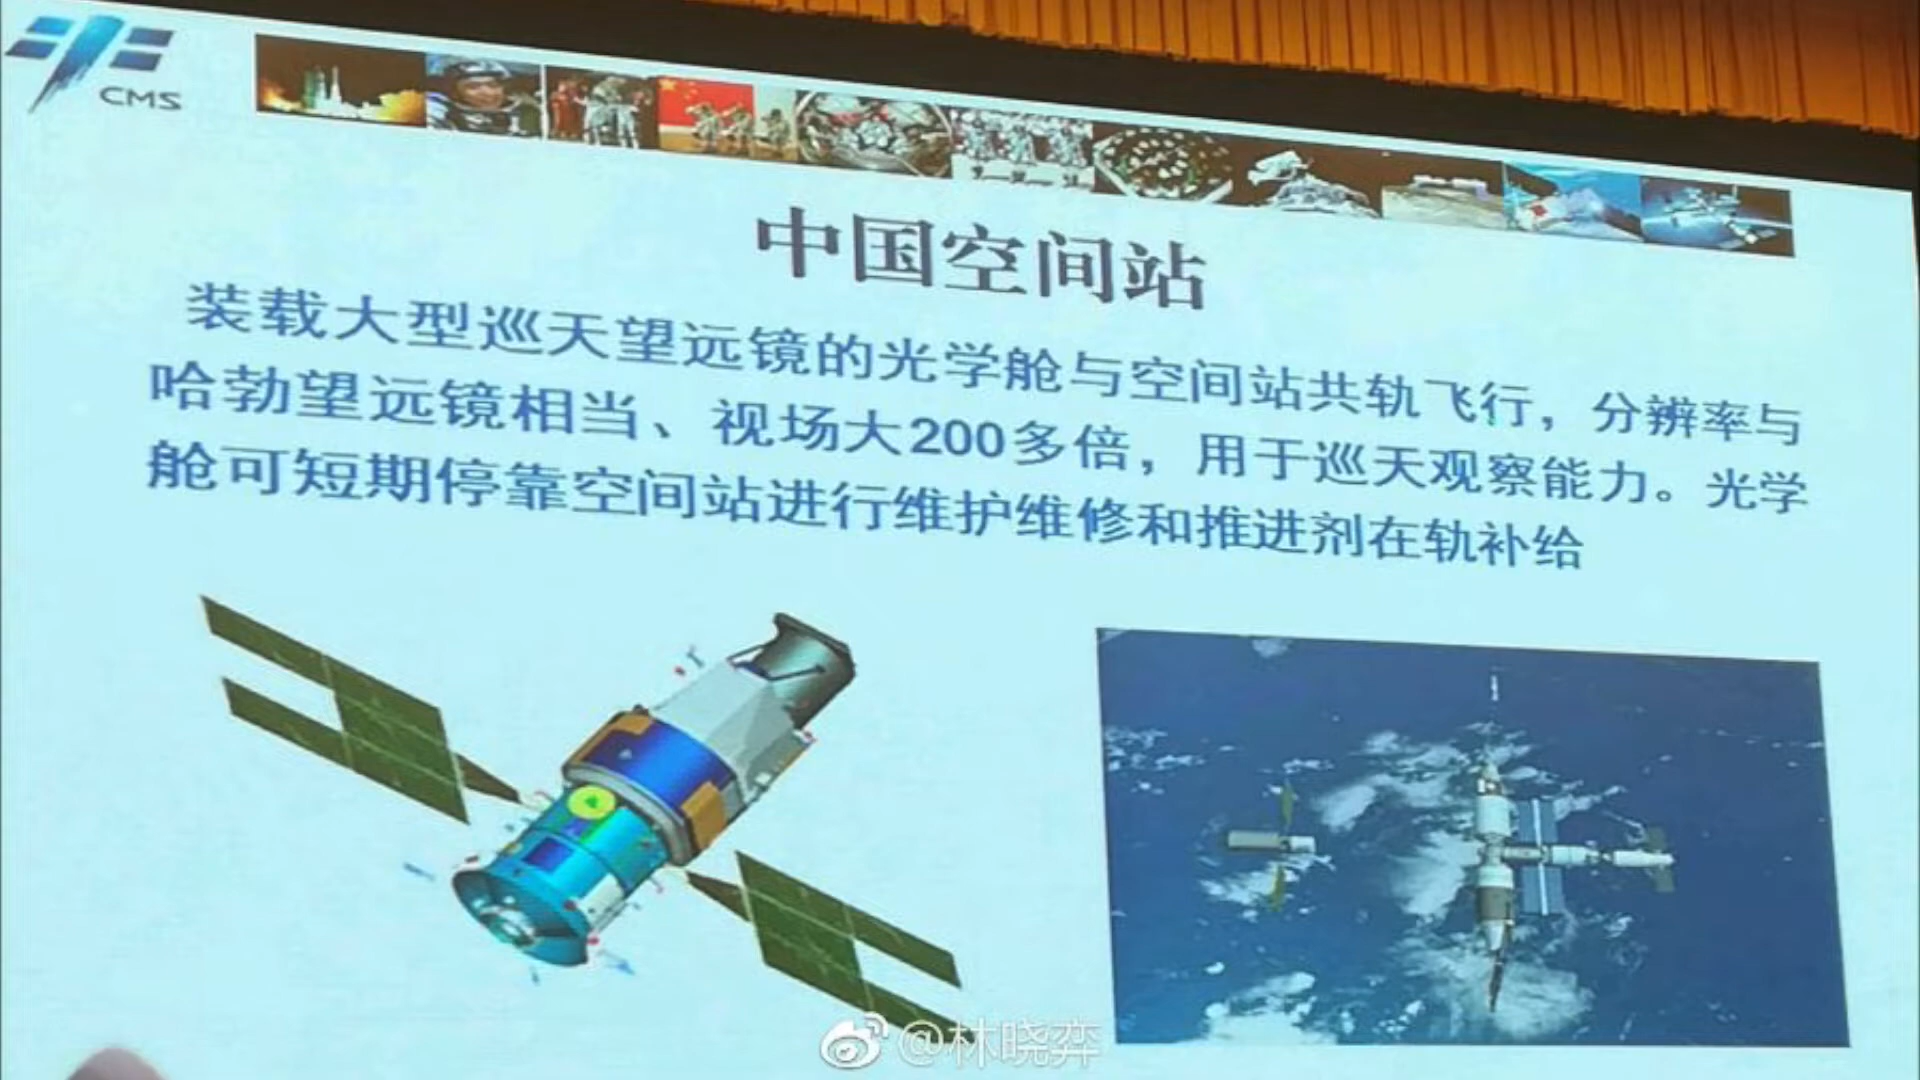 CMS
中国空间站
装载大型巡天望远镜的光学舱与空间站共轨飞行，分辨率与
哈勃望远镜相当、视场大200多倍，用于巡天观察能力。光学
舱可短期停靠空间站进行维护维修和推进剂在轨补给
@林晓弈